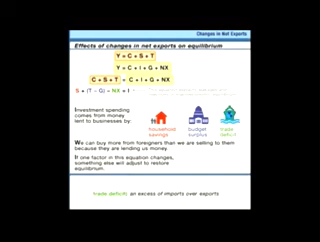 Changes in Net Exports
Effects of changes in net exports on equilibrium
Y = C + S + T
Y = C + I + G + NX
C + S + T = C + I + G + NX
S + (T – G) – NX = I
Investment spending
comes from money
lent to businesses by:
household
savings
budget
surplus
trade
deficit
We can buy more from foreigners than we are selling to them
because they are lending us money.
If one factor in this equation changes,
something else will adjust to restore
equilibrium.
trade deficit: an excess of imports over exports